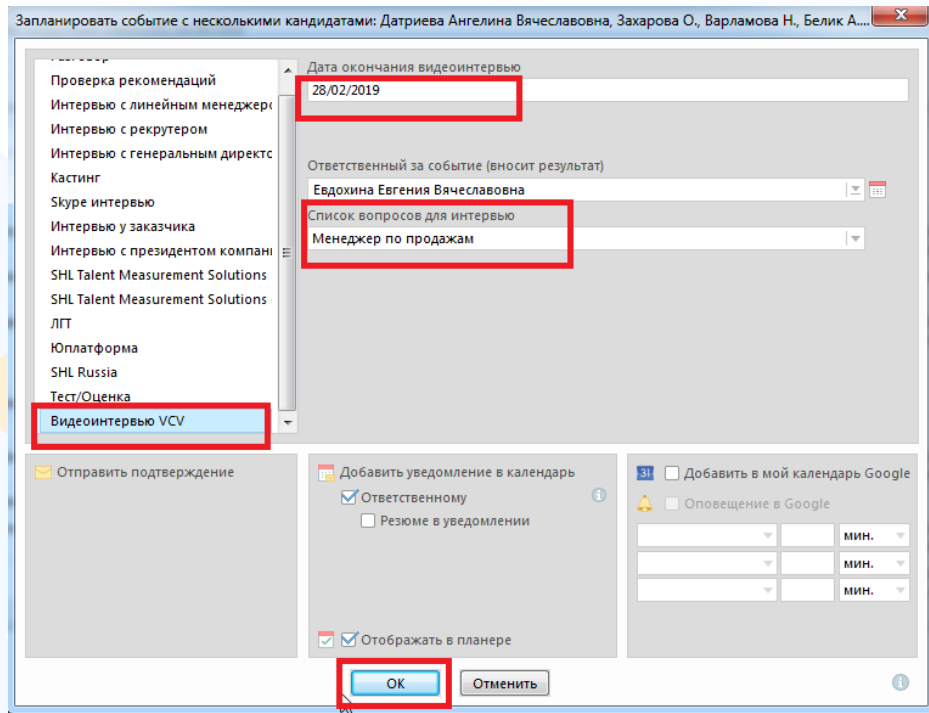 Запланировать событие с несколькими кандидатами: Датриева Ангелина Вячеславовна, Захарова О., Варламова Н., Белик А....
Проверка рекомендаций
Интервью с линейным менеджеро
Интервью с рекрутером
Интервью с генеральным директс
Кастинг
Skype интервью
Интервью у заказчика
Интервью с президентом компані
SHL Talent Measurement Solutions
SHL Talent Measurement Solutions
ЛГТ
Юплатформа
SHL Russia
Тест/Оценка
Видеоинтервью VCV
Дата окончания видеоинтервью
28/02/2019
Ответственный за событие (вносит результат)
Евдохина Евгения Вячеславовна
Список вопросов для интервью
Менеджер по продажам
Отправить подтверждение
Добавить уведомление в календарь
Ответственному
Резюме в уведомлении
Отображать в планере
31 Добавить в мой календарь Google
Оповещение в Google
мин.
мин.
мин.
OK
Отменить